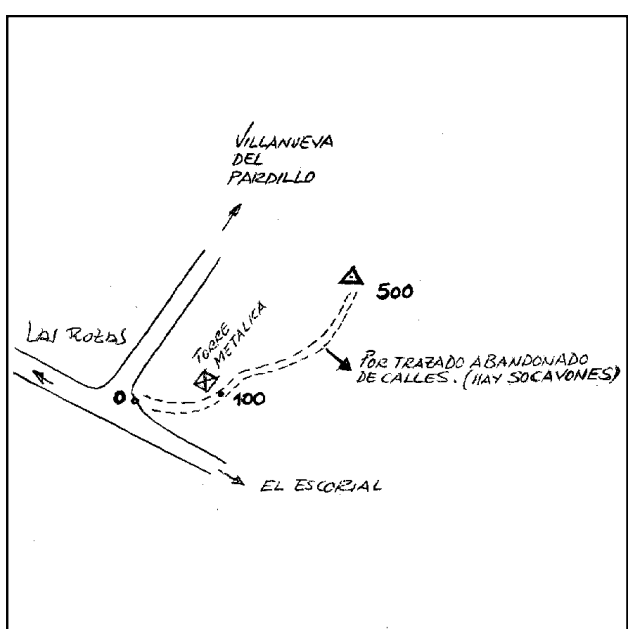 VILLANUEVA
DEL
PARDILLO
500
LAS ROZAS
TORRE
METALICA
POR TRAZADO ABANDONADO
DE CALLES. (HAY SOCAVONES)
0
100
EL ESCORIAL